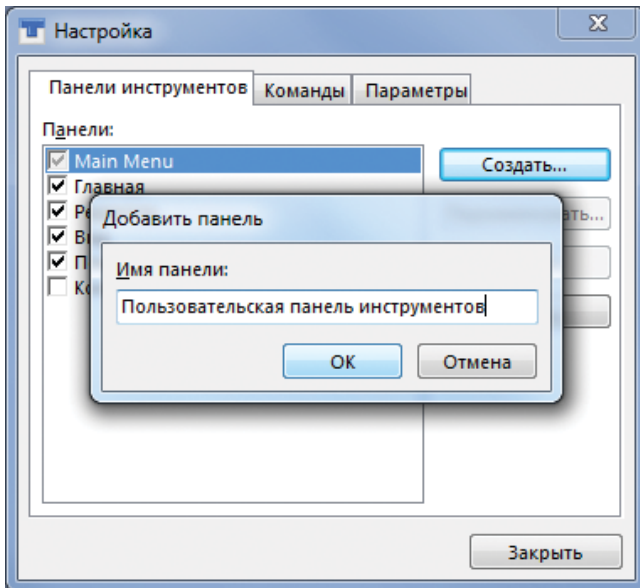 Настройка
Панели инструментов Команды Параметры
Панели:
Main Menu
Создать...
Главная
Добавить панель
Имя панели:
Пользовательская панель инструментов
OK Отмена
Закрыть